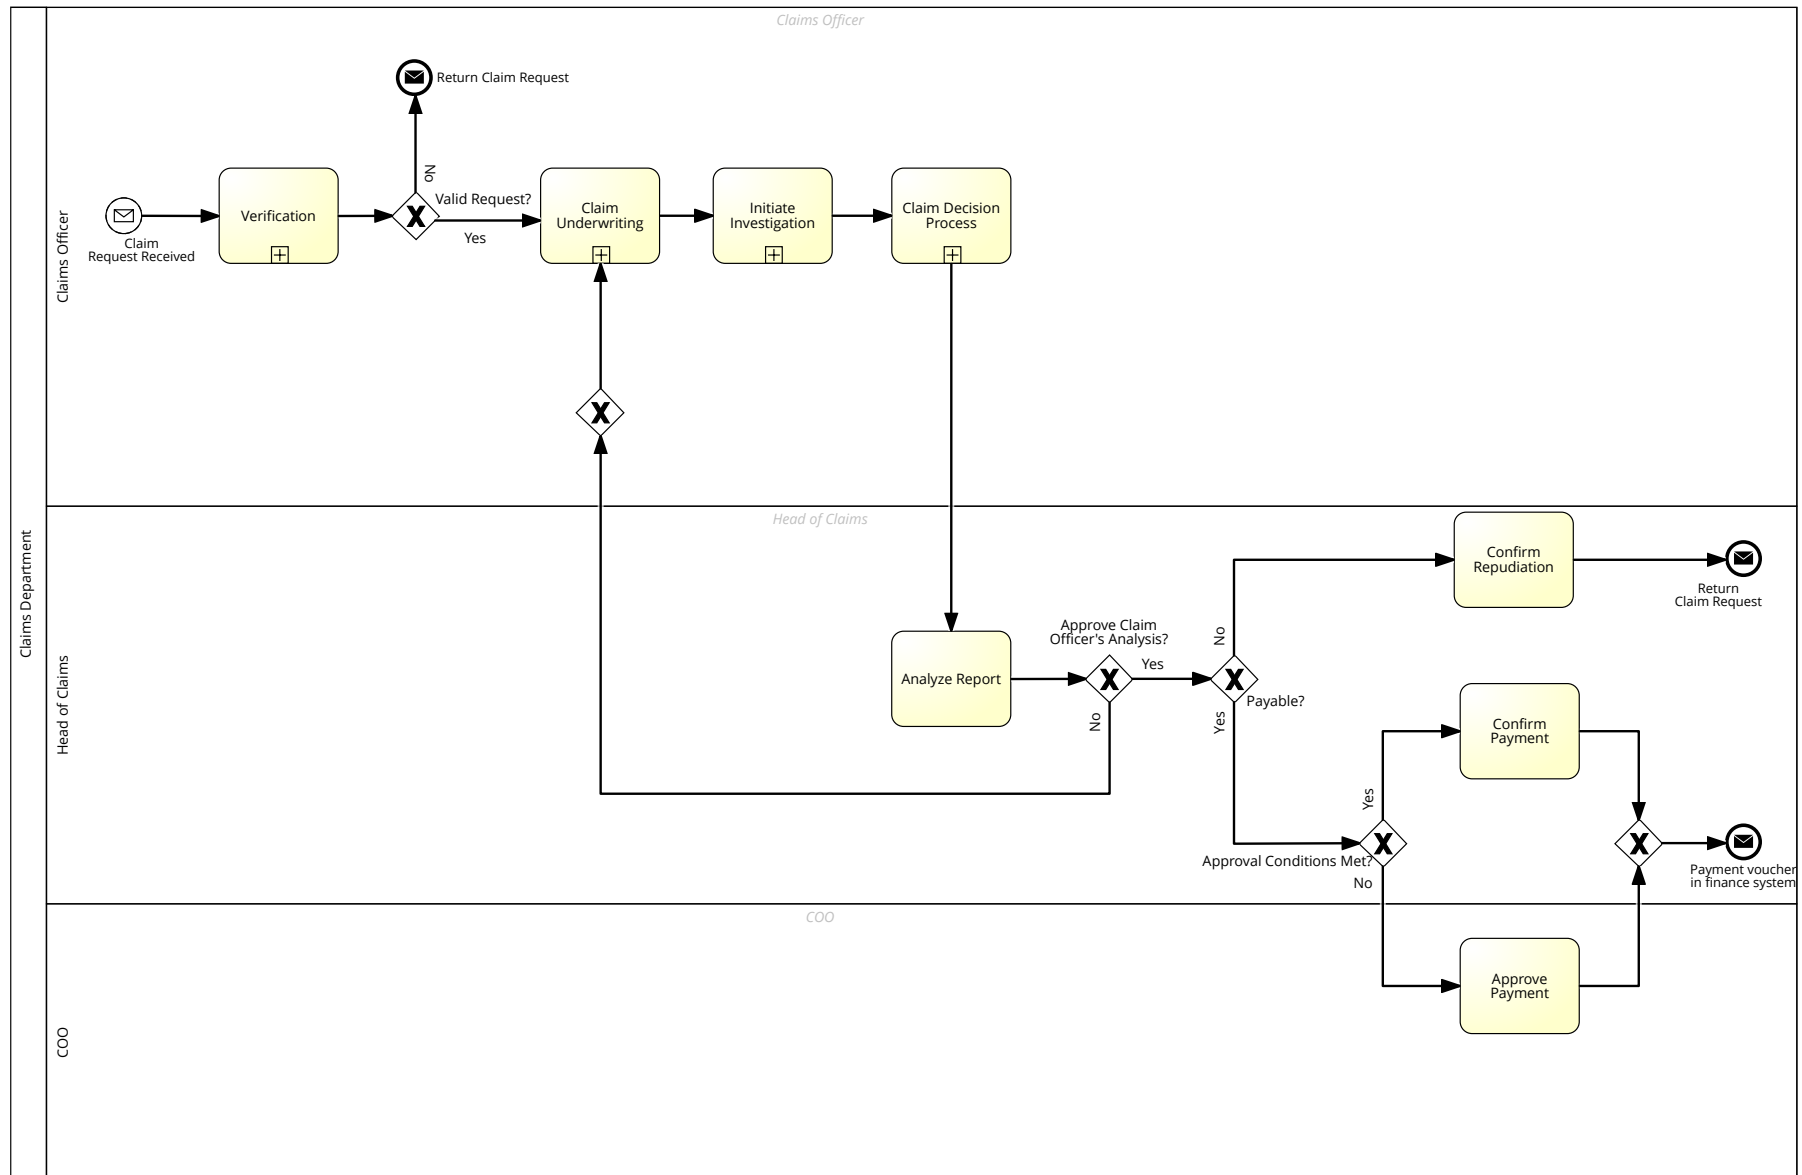 Claims Officer
Return Claim Request
No
Valid Request?
Yes
Claim
Request Received
Verification
Claim
Underwriting
Initiate
Investigation
Claim Decision
Process
Claims Officer
Claims Department
Head of Claims
Head of Claims
Confirm
Repudiation
Return
Claim Request
Analyze Report
Approve Claim
Officer's Analysis?
Yes
No
No
Payable?
Yes
Confirm
Payment
Yes
Approval Conditions Met?
No
Payment voucher
in finance system
COO
COO
Approve
Payment